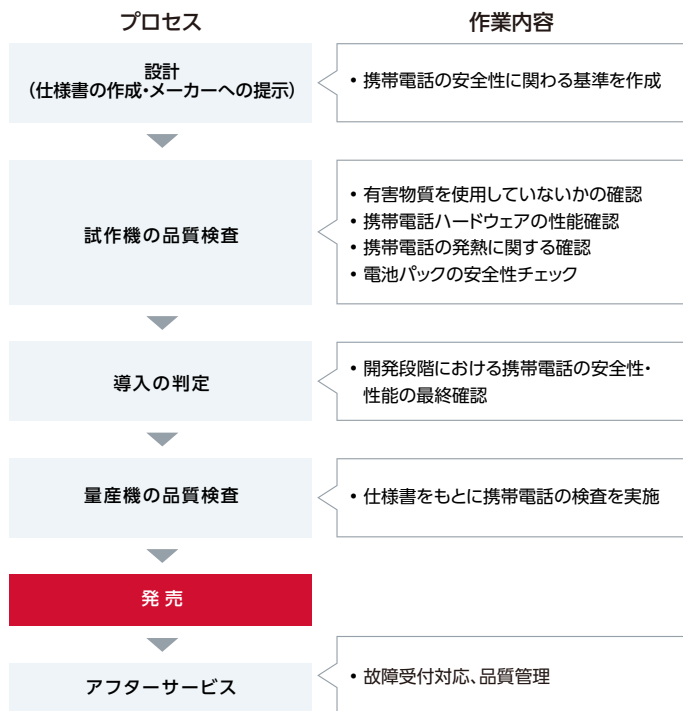 プロセス
作業内容
設計
（仕様書の作成・メーカーへの提示）
• 携帯電話の安全性に関わる基準を作成
試作機の品質検査
• 有害物質を使用していないかの確認
• 携帯電話ハードウェアの性能確認
• 携帯電話の発熱に関する確認
• 電池パックの安全性チェック
導入の判定
• 開発段階における携帯電話の安全性・
性能の最終確認
量産機の品質検査
• 仕様書をもとに携帯電話の検査を実施
発売
アフターサービス
• 故障受付対応、品質管理